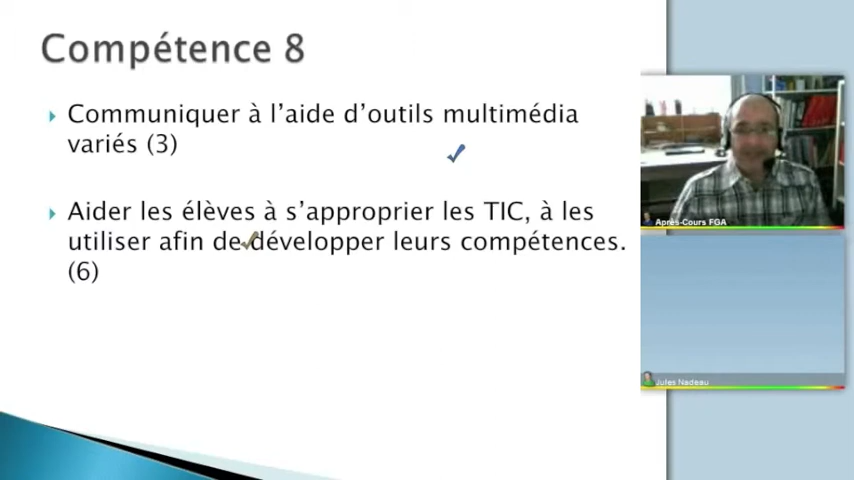 Compétence 8
Communiquer à l'aide d'outils multimédia
variés (3)
Aider les élèves à s'approprier les TIC, à les
utiliser afin de développer leurs compétences.
(6)
Après-Cours FGA
Jules Nadeau